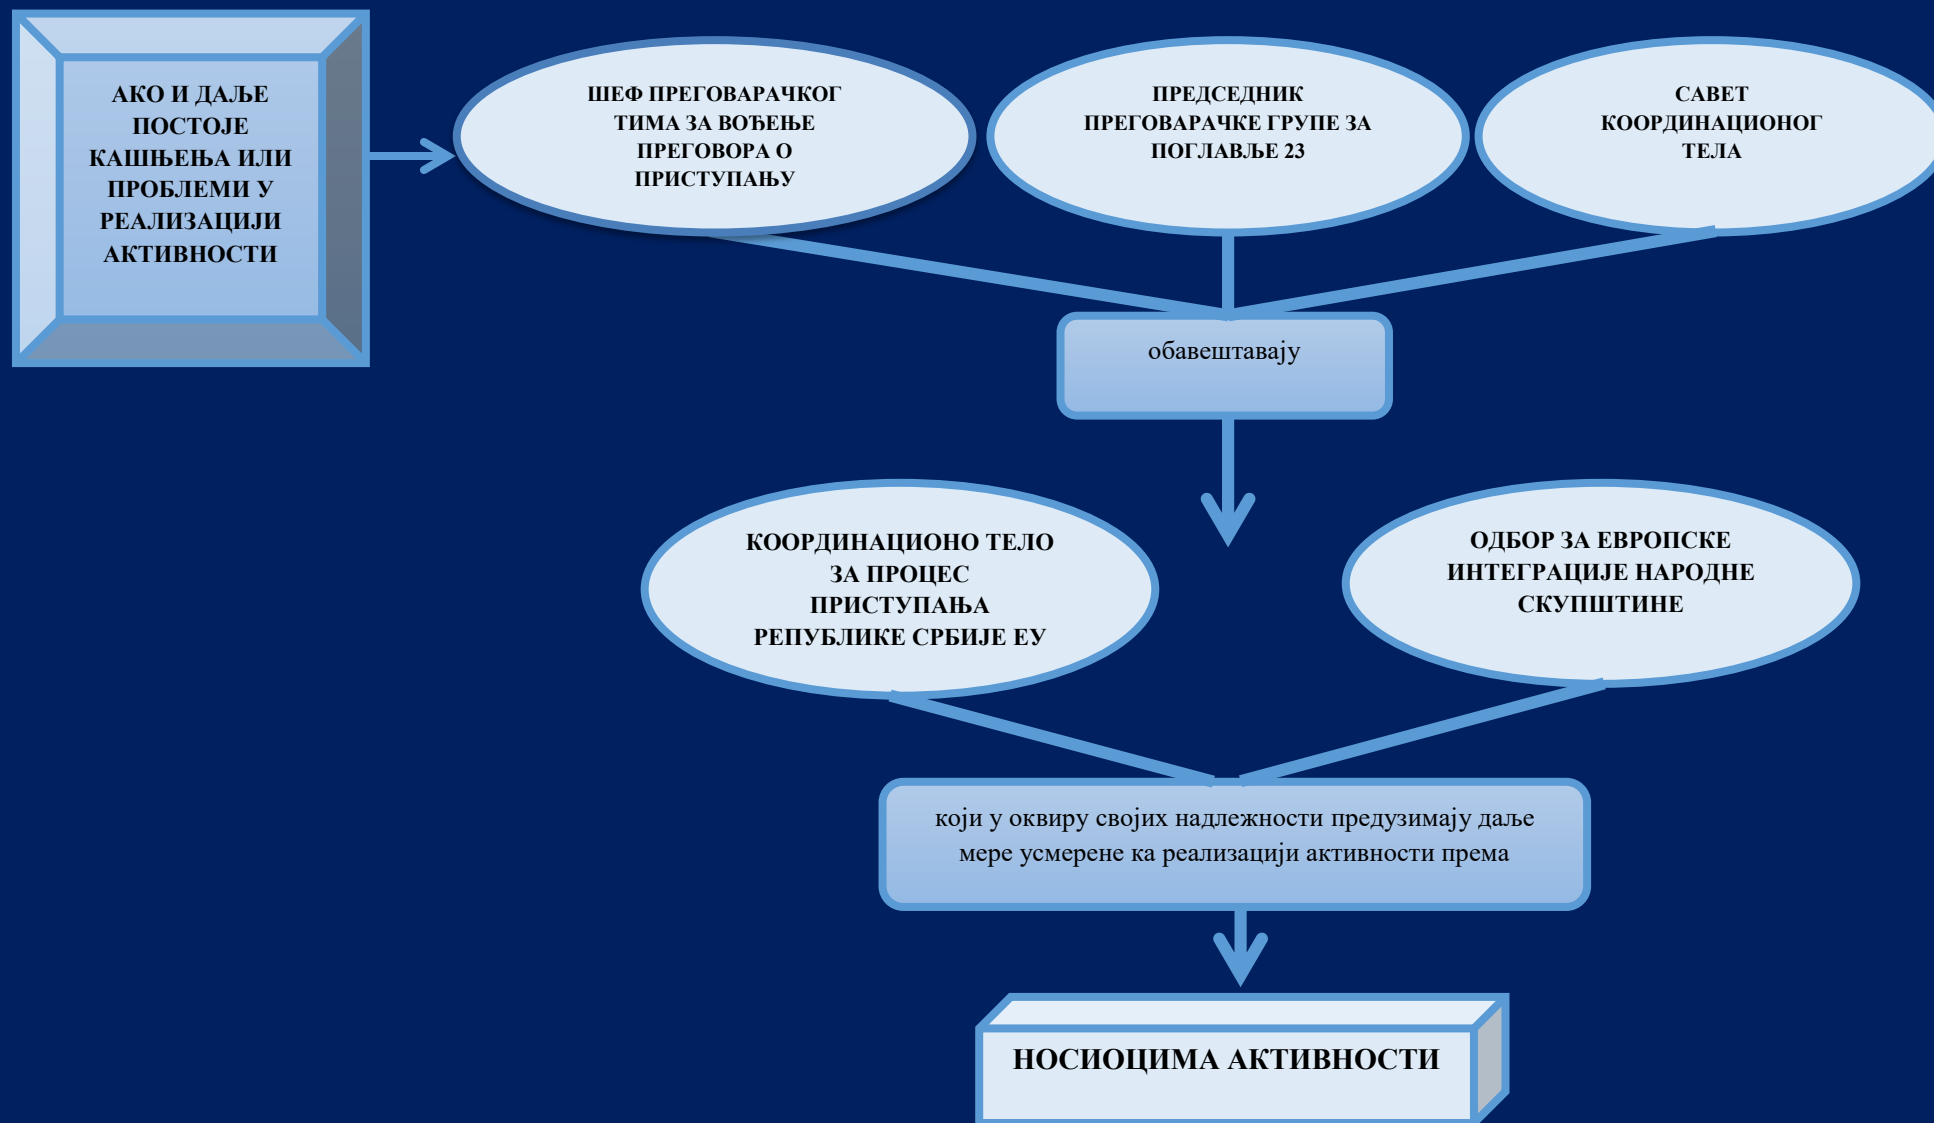 АКО И ДАЉЕ
ПОСТОЈЕ
КАШЊЕЊА ИЛИ
ПРОБЛЕМИ У
РЕАЛИЗАЦИЈИ
АКТИВНОСТИ
ШЕФ ПРЕГОВАРАЧКОГ
ТИМА ЗА ВОЂЕЊЕ
ПРЕГОВОРА О
ПРИСТУПАЊУ
ПРЕДСЕДНИК
ПРЕГОВАРАЧКЕ ГРУПЕ ЗА
ПОГЛАВЉЕ 23
САВЕТ
КООРДИНАЦИОНОГ
ТЕЛА
обавештавају
КООРДИНАЦИОНО ТЕЛО
ЗА ПРОЦЕС
ПРИСТУПАЊА
РЕПУБЛИКЕ СРБИЈЕ ЕУ
ОДБОР ЗА ЕВРОПСКЕ
ИНТЕГРАЦИЈЕ НАРОДНЕ
СКУПШТИНЕ
који у оквиру својих надлежности предузимају даље
мере усмерене ка реализацији активности према
НОСИОЦИМА АКТИВНОСТИ